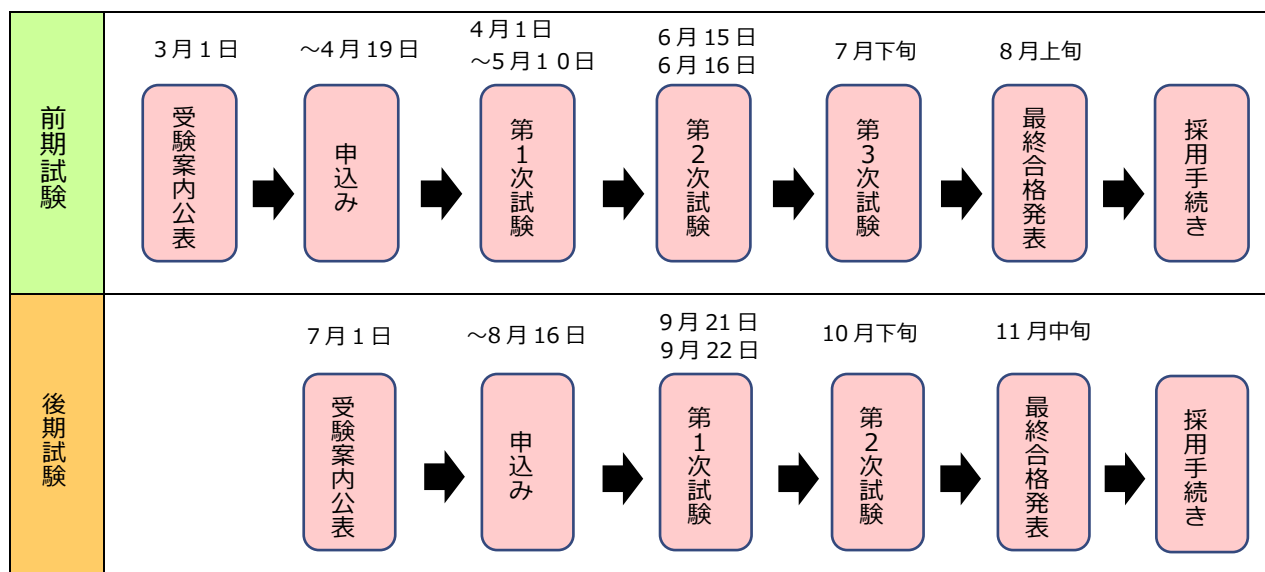 前期試験
3月1日
受験案内公表
～4月19日
申込み
4月1日
～5月１０日
第1次試験
6月15日
6月16日
第2次試験
7月下旬
第3次試験
8月上旬
最終合格発表
採用手続き
後期試験
7月1日
受験案内公表
～8月16日
申込み
9月21日
9月22日
第1次試験
10月下旬
第2次試験
11月中旬
最終合格発表
採用手続き